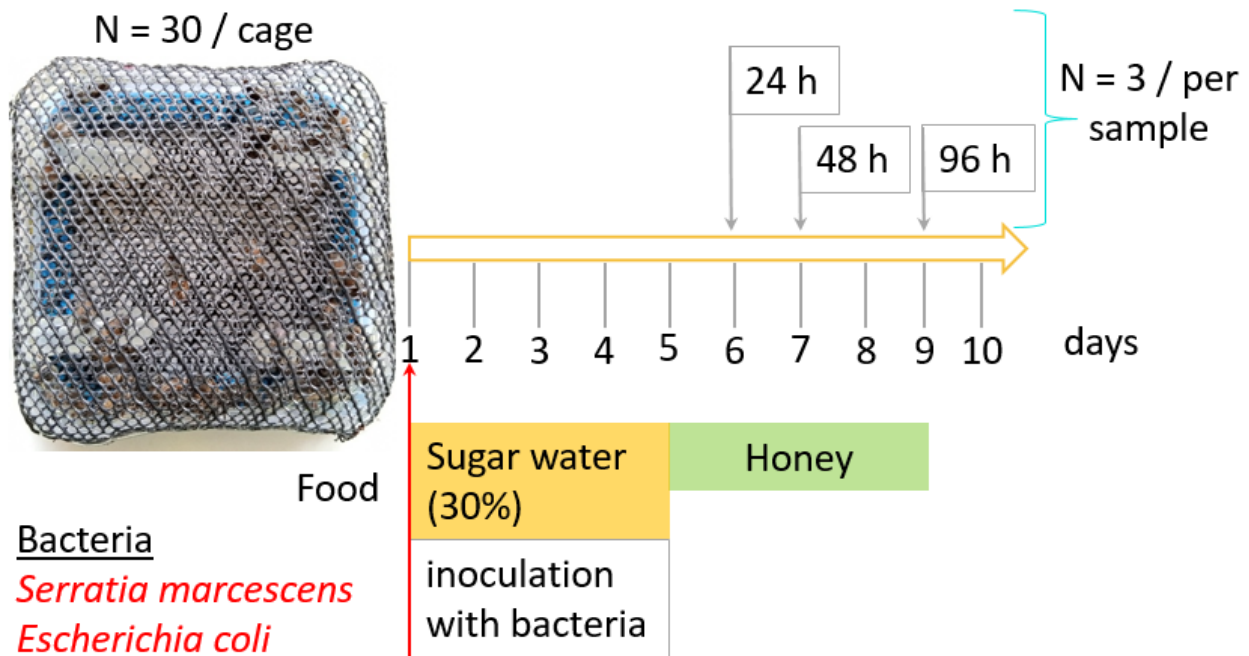 N = 30 / cage
24 h
48 h
96 h
N = 3 / per
sample
1 2 3 4 5 6 7 8 9 10 days
Food
Sugar water
(30%)
Honey
inoculation
with bacteria
Bacteria
Serratia marcescens
Escherichia coli